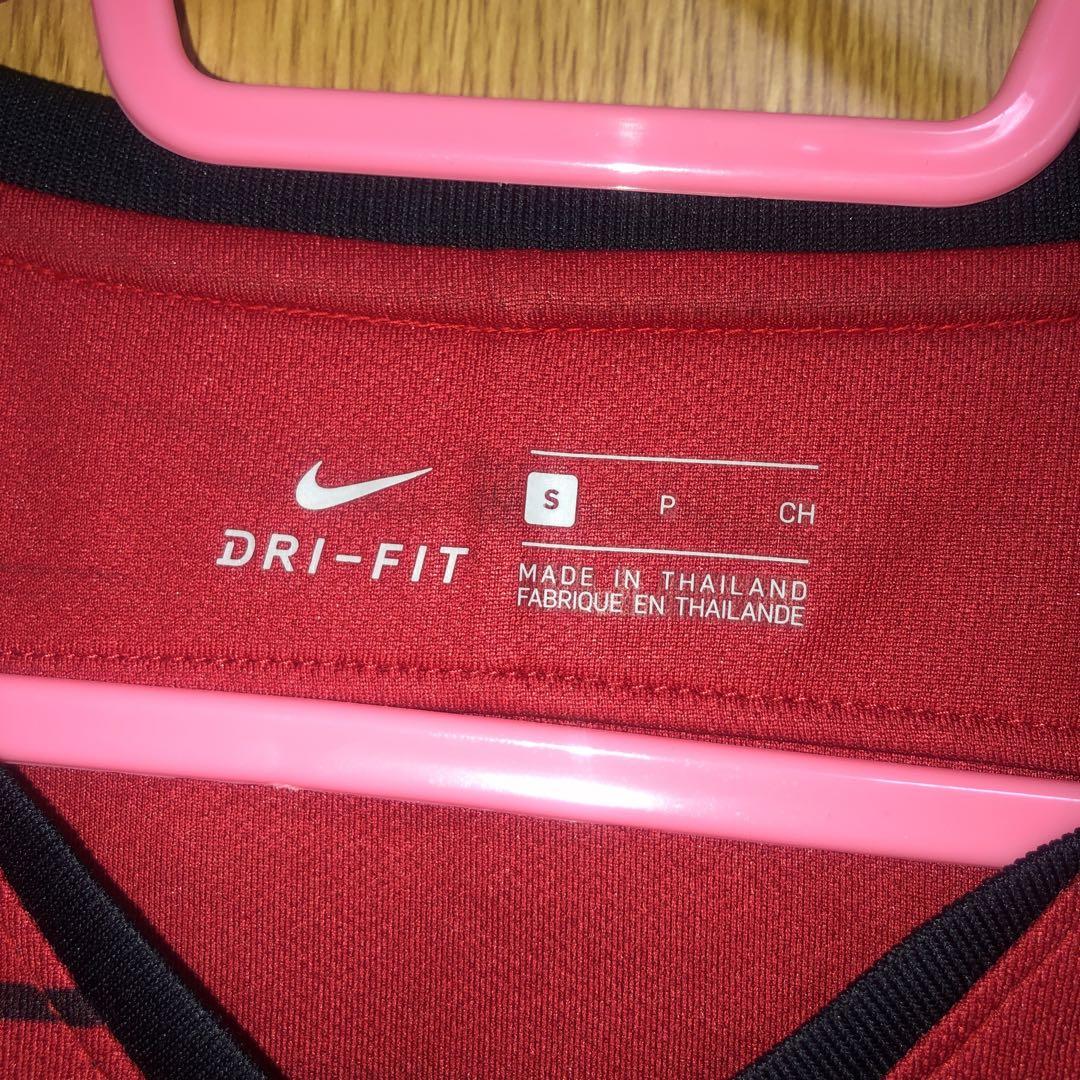 DRI-FIT
S P CH
MADE IN THAILAND
FABRIQUE EN THAILANDE